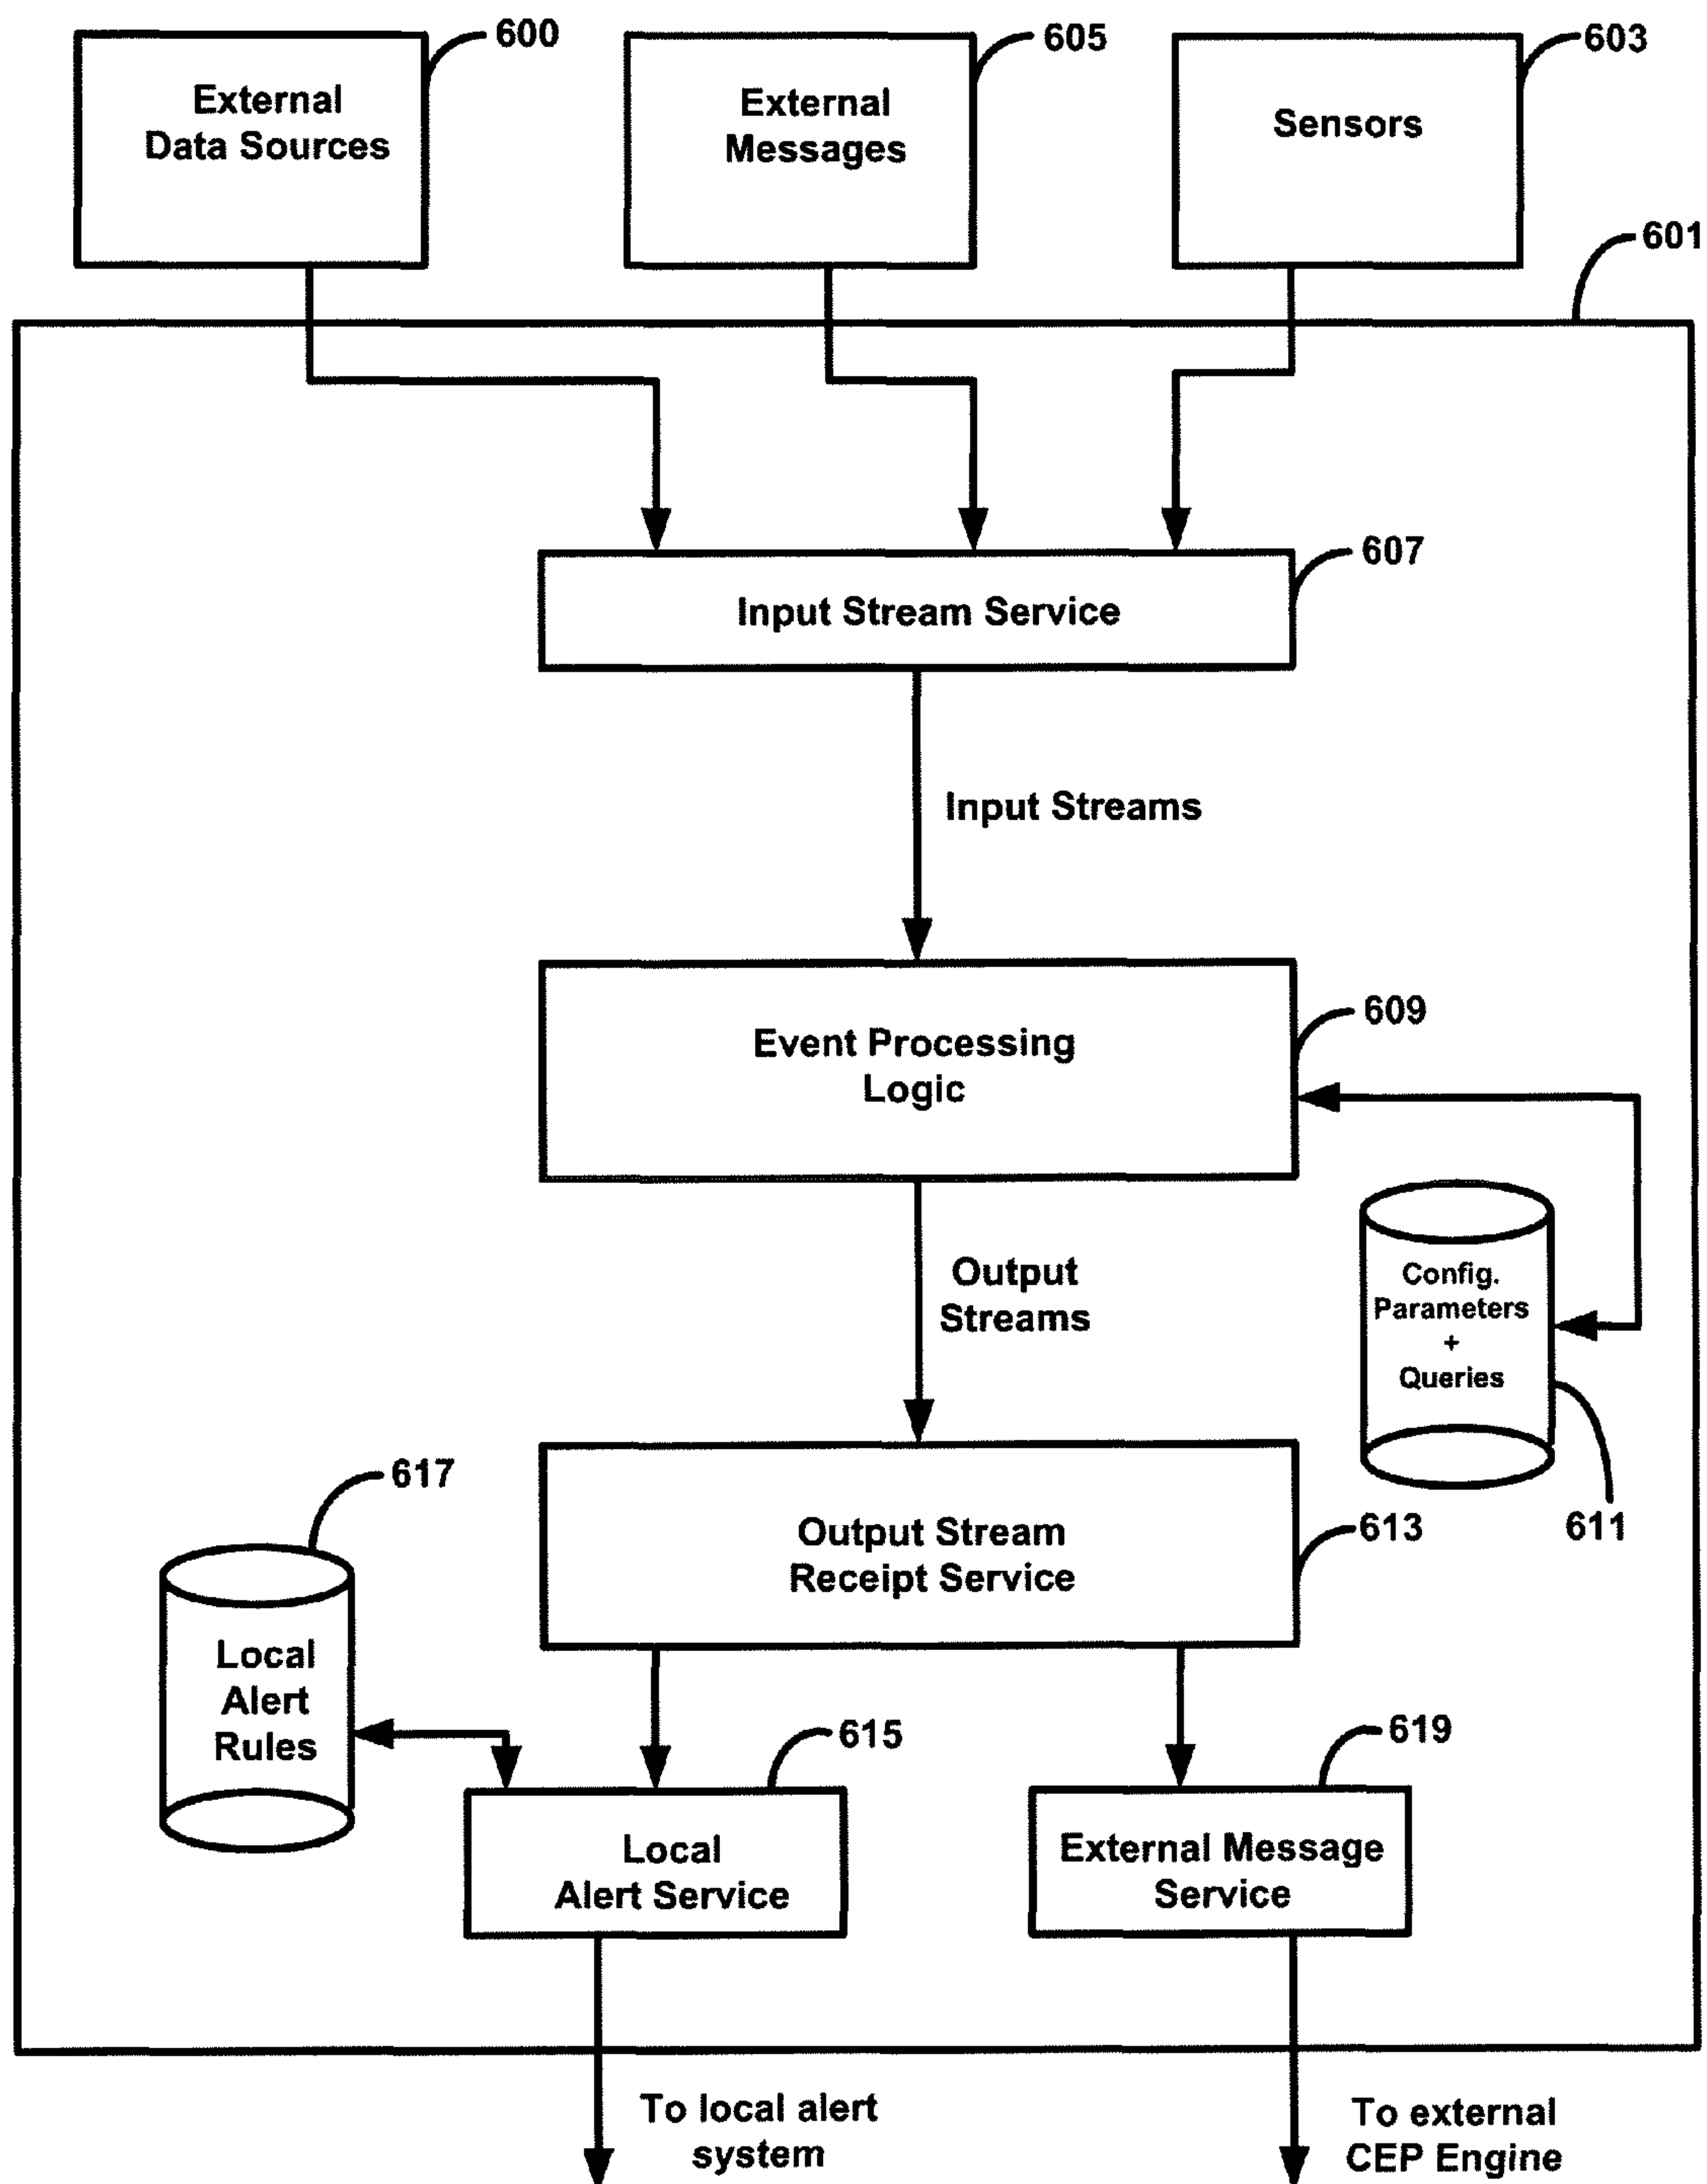 600
605
603
External
Data Sources
External
Messages
Sensors
601
607
Input Stream Service
Input Streams
609
Event Processing
Logic
Output
Streams
Config.
Parameters
+
Queries
617
613
611
Output Stream
Receipt Service
Local
Alert
Rules
615
619
Local
Alert Service
External Message
Service
To local alert
system
To external
CEP Engine